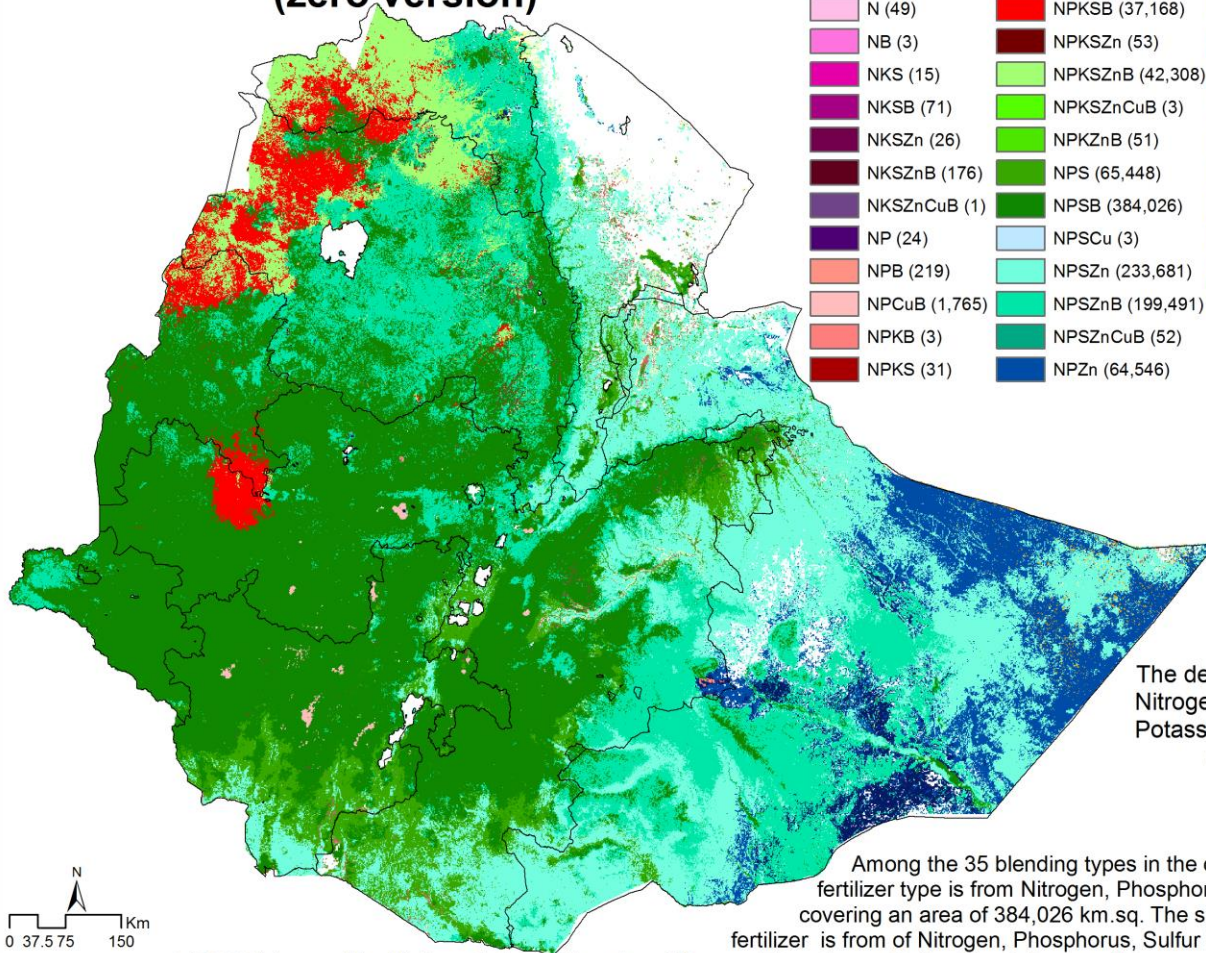 (zero version)
N (49)
NB (3)
NKS (15)
NKSB (71)
NKSZn (26)
NKSZnB (176)
NKSZnCuB (1)
NP (24)
NPB (219)
NPCuB (1,765)
NPKB (3)
NPKS (31)
NPKSB (37,168)
NPKSZn (53)
NPKSZnB (42,308)
NPKSZnCuB (3)
NPKZnB (51)
NPS (65,448)
NPSB (384,026)
NPSCu (3)
NPSZn (233,681)
NPSZnB (199,491)
NPSZnCuB (52)
NPZn (64,546)
The de
Nitroge
Potass
Among the 35 blending types in the
fertilizer type is from Nitrogen, Phosphor
covering an area of 384,026 km.sq. The s
fertilizer is from of Nitrogen, Phosphorus, Sulfur
N
Km
0 37.5 75 150